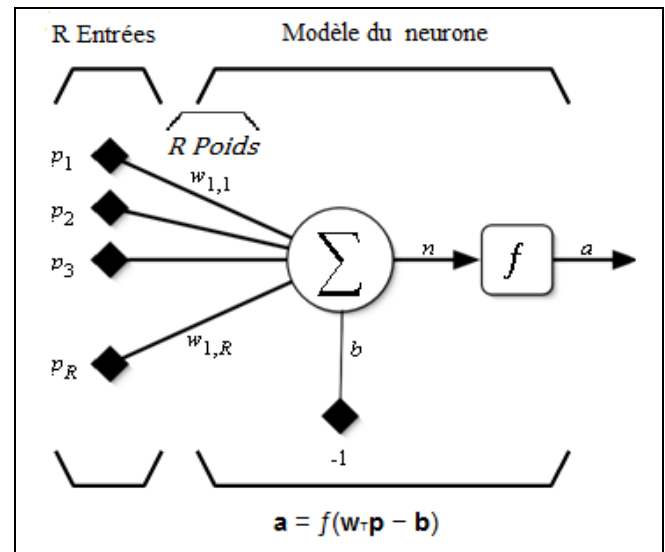 R Entrées
Modèle du neurone
R Poids
p1
w1,1
p2
p3
n
f
a
∑
pR
w1,R
b
-1
a = f(wTp − b)